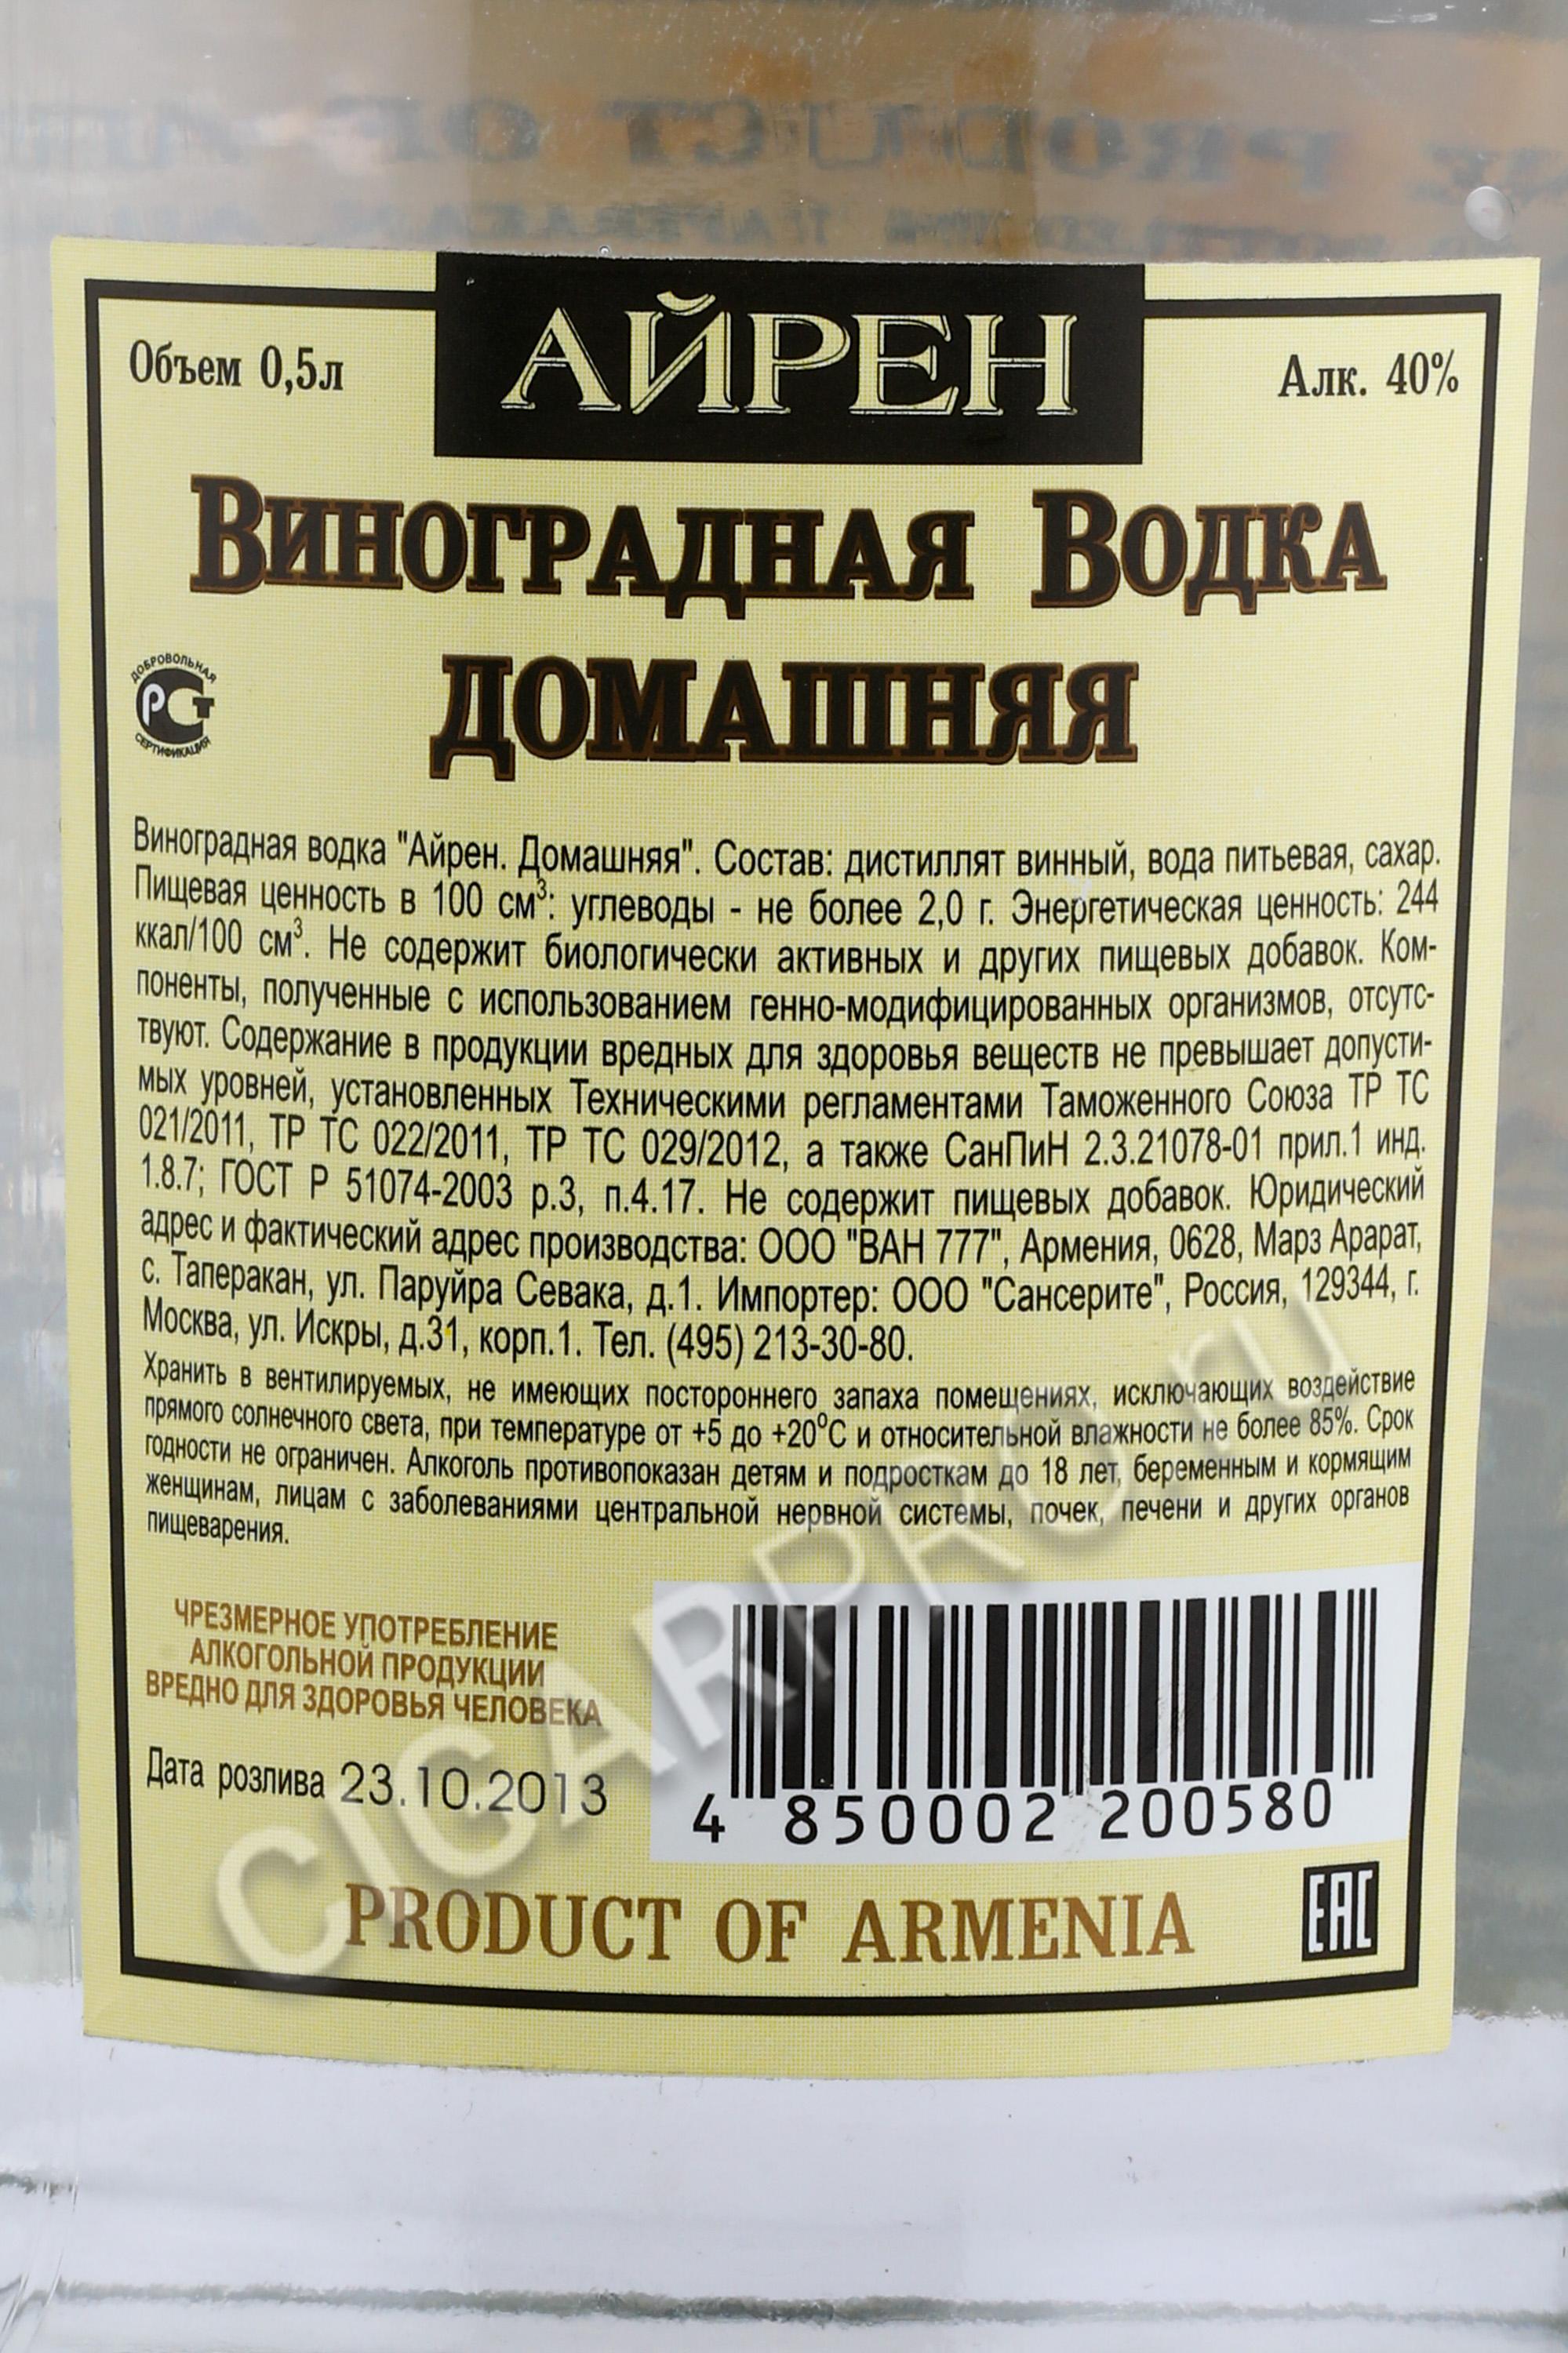 PRODUCT OF
АЙРЕН
Объем 0,5л
Алк. 40%
Виноградная Водка
домашняя
ДОБРОВОЛЬНАЯ
РСТ
СЕРТИФИКАЦИЯ
Виноградная водка "Айрен. Домашняя". Состав: дистиллят винный, вода питьевая, сахар.
Пищевая ценность в 100 см³: углеводы - не более 2,0 г. Энергетическая ценность: 244
ккал/100 см³. Не содержит биологически активных и других пищевых добавок. Ком-
поненты, полученные с использованием генно-модифицированных организмов, отсутс-
твуют. Содержание в продукции вредных для здоровья веществ не превышает допусти-
мых уровней, установленных Техническими регламентами Таможенного Союза ТР ТС
021/2011, ТР ТС 022/2011, ТР ТС 029/2012, а также СанПиН 2.3.21078-01 прил.1 инд.
1.8.7; ГОСТ Р 51074-2003 р.3, п.4.17. Не содержит пищевых добавок. Юридический
адрес и фактический адрес производства: ООО "ВАН 777", Армения, 0628, Марз Арарат,
с. Таперакан, ул. Паруйра Севака, д.1. Импортер: ООО "Сансерите", Россия, 129344, г.
Москва, ул. Искры, д.31, корп.1. Тел. (495) 213-30-80.
Хранить в вентилируемых, не имеющих постороннего запаха помещениях, исключающих воздействие
прямого солнечного света, при температуре от +5 до +20⁰С и относительной влажности не более 85%. Срок
годности не ограничен. Алкоголь противопоказан детям и подросткам до 18 лет, беременным и кормящим
женщинам, лицам с заболеваниями центральной нервной системы, почек, печени и других органов
пищеварения.
ЧРЕЗМЕРНОЕ УПОТРЕБЛЕНИЕ
АЛКОГОЛЬНОЙ ПРОДУКЦИИ
ВРЕДНО ДЛЯ ЗДОРОВЬЯ ЧЕЛОВЕКА
Дата розлива 23.10.2013
4 850002 200580
PRODUCT OF ARMENIA
EAC
CIGARPRO.ru